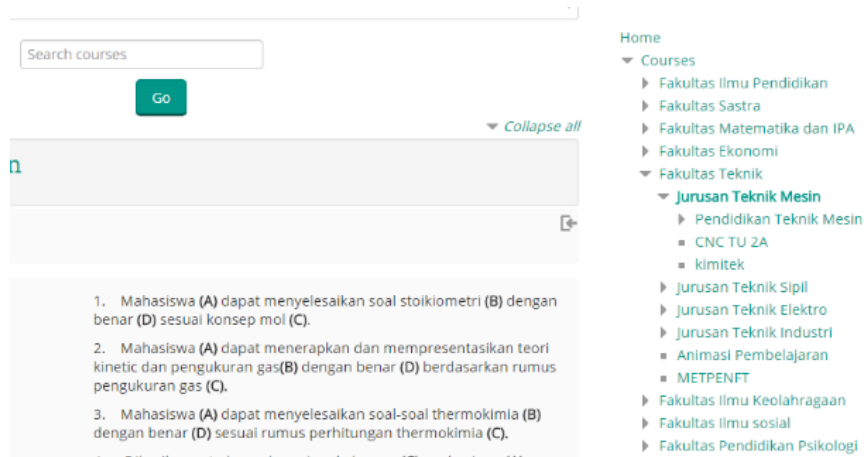 Search courses
Go
Collapse all
n
1. Mahasiswa (A) dapat menyelesaikan soal stoikiometri (B) dengan
benar (D) sesuai konsep mol (C).
2. Mahasiswa (A) dapat menerapkan dan mempresentasikan teori
kinetic dan pengukuran gas(B) dengan benar (D) berdasarkan rumus
pengukuran gas (C).
3. Mahasiswa (A) dapat menyelesaikan soal-soal thermokimia (B)
dengan benar (D) sesuai rumus perhitungan thermokimia (C).
Home
Courses
Fakultas Ilmu Pendidikan
Fakultas Sastra
Fakultas Matematika dan IPA
Fakultas Ekonomi
Fakultas Teknik
Jurusan Teknik Mesin
Pendidikan Teknik Mesin
CNC TU 2A
kimitek
Jurusan Teknik Sipil
Jurusan Teknik Elektro
Jurusan Teknik Industri
Animasi Pembelajaran
METPENFT
Fakultas Ilmu Keolahragaan
Fakultas Ilmu sosial
Fakultas Pendidikan Psikologi